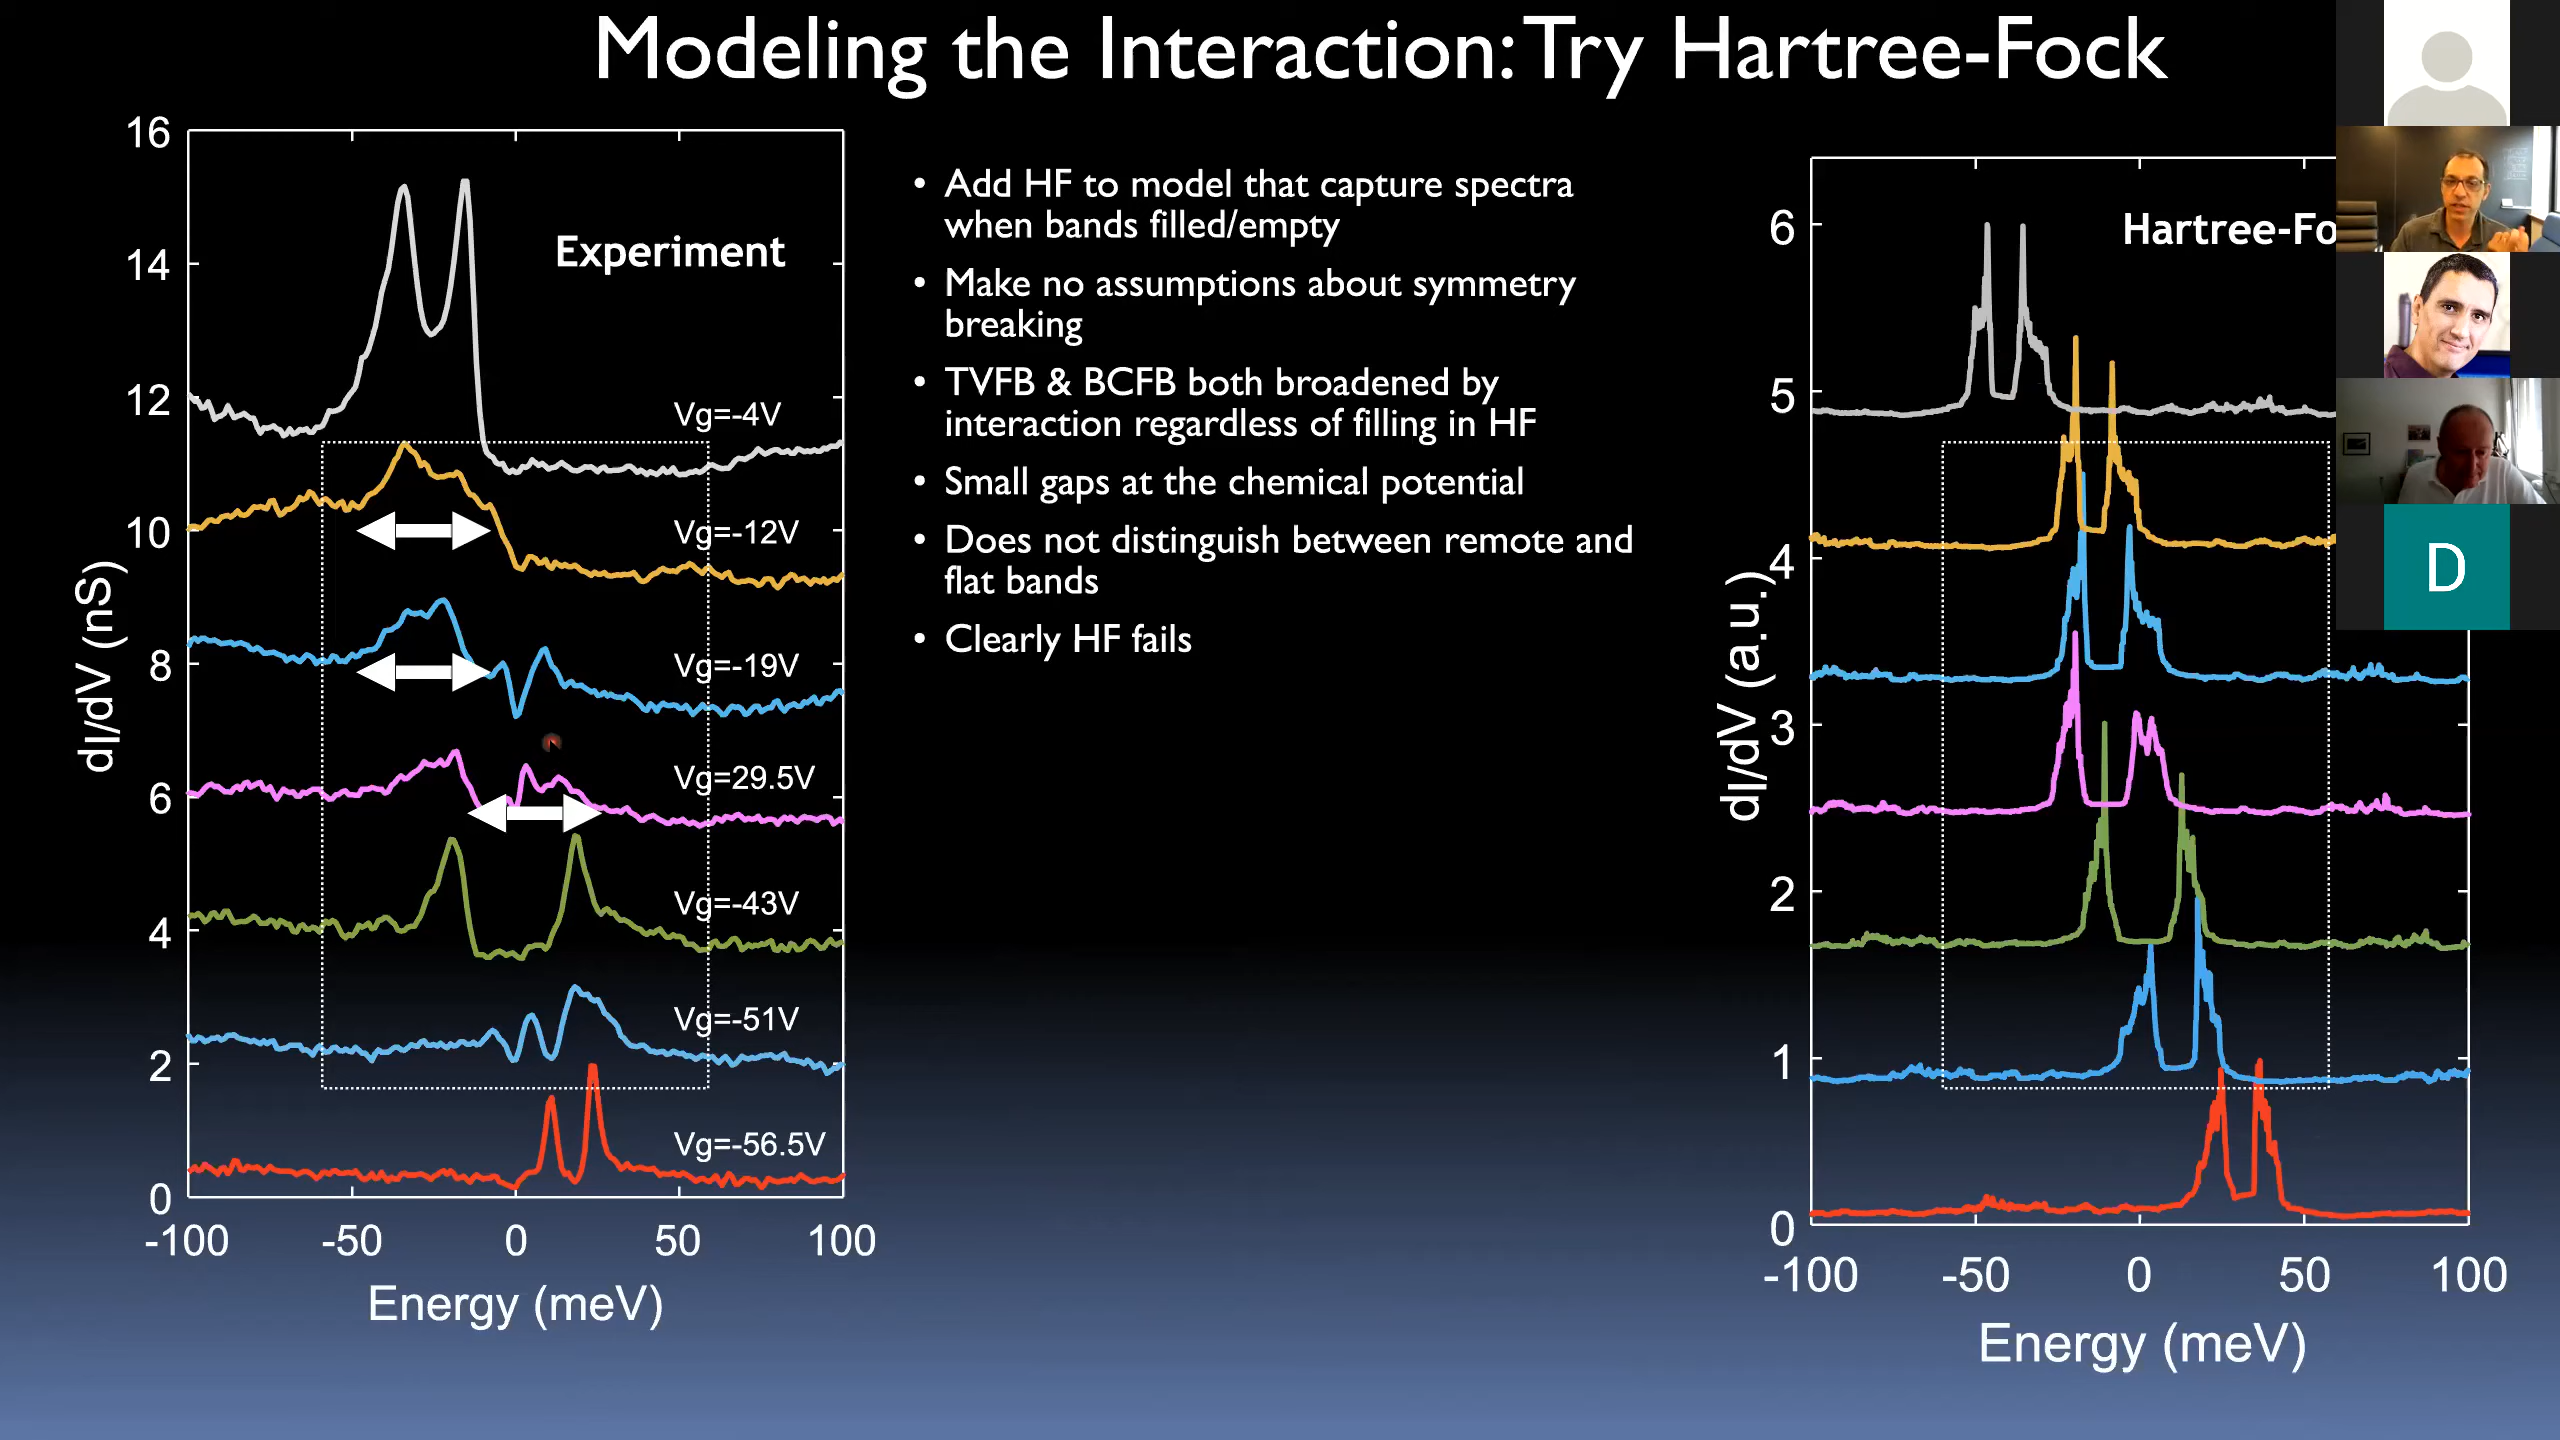 Modeling the Interaction: Try Hartree-Fock
16
14
12
10
8
6
4
2
0
dI/dV (nS)
Experiment
Vg=-4V
Vg=-12V
Vg=-19V
Vg=29.5V
Vg=-43V
Vg=-51V
Vg=-56.5V
-100 -50 0 50 100
Energy (meV)
• Add HF to model that capture spectra
when bands filled/empty
• Make no assumptions about symmetry
breaking
• TVFB & BCFB both broadened by
interaction regardless of filling in HF
• Small gaps at the chemical potential
• Does not distinguish between remote and
flat bands
• Clearly HF fails
6
5
4
3
2
1
0
dI/dV (a.u.)
Hartree-Fo
-100 -50 0 50 100
Energy (meV)
D